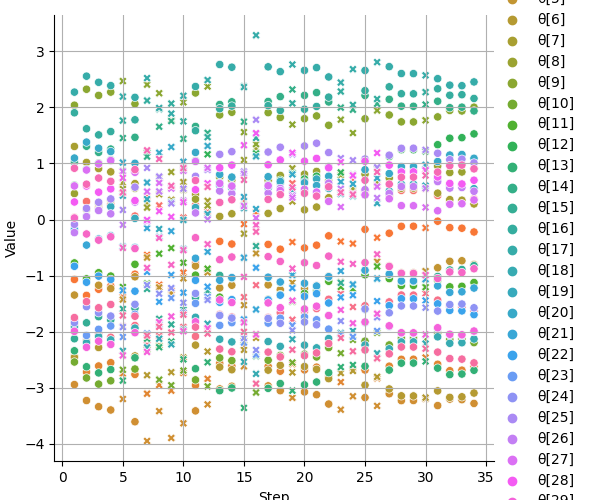 θ[6]
θ[7]
θ[8]
θ[9]
θ[10]
θ[11]
θ[12]
θ[13]
θ[14]
θ[15]
θ[16]
θ[17]
θ[18]
θ[19]
θ[20]
θ[21]
θ[22]
θ[23]
θ[24]
θ[25]
θ[26]
θ[27]
θ[28]
3
2
1
0
−1
−2
−3
−4
Value
0 5 10 15 20 25 30 35
Step